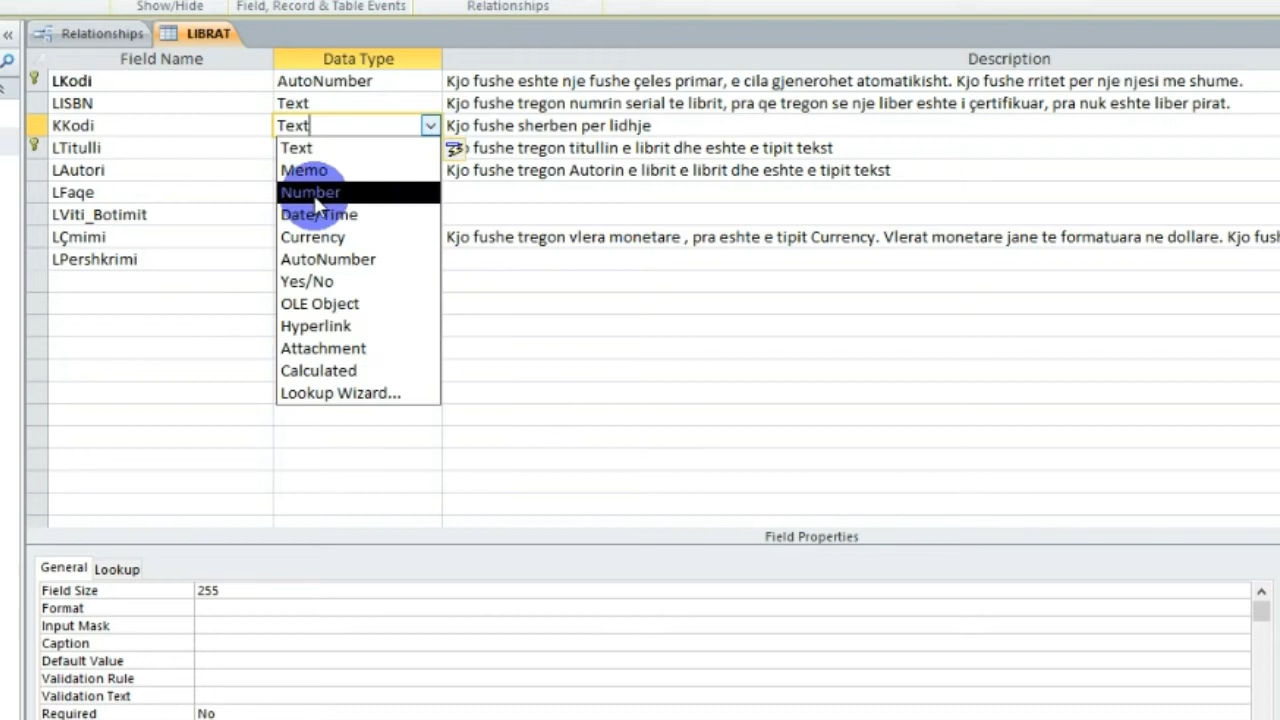 Show/Hide
Field, Record & Table Events
Relationships
Relationships
LIBRAT
Field Name
Data Type
Description
LKodi
AutoNumber
Kjo fushe eshte nje fushe çeles primar, e cila gjenerohet atomatikisht. Kjo fushe rritet per nje njesi me shume.
LISBN
Text
Kjo fushe tregon numrin serial te librit, pra qe tregon se nje liber eshte i çertifikuar, pra nuk eshte liber pirat.
KKodi
Text
Kjo fushe sherben per lidhje
LTitulli
Text
fushe tregon titullin e librit dhe eshte e tipit tekst
LAutori
Memo
Kjo fushe tregon Autorin e librit e librit dhe eshte e tipit tekst
LFaqe
Number
LViti_Botimit
Date/Time
LÇmimi
Currency
Kjo fushe tregon vlera monetare , pra eshte e tipit Currency. Vlerat monetare jane te formatuara ne dollare. Kjo
LPershkrimi
AutoNumber
Yes/No
OLE Object
Hyperlink
Attachment
Calculated
Lookup Wizard...
Field Properties
General
Lookup
Field Size
255
Format
Input Mask
Caption
Default Value
Validation Rule
Validation Text
Required
No